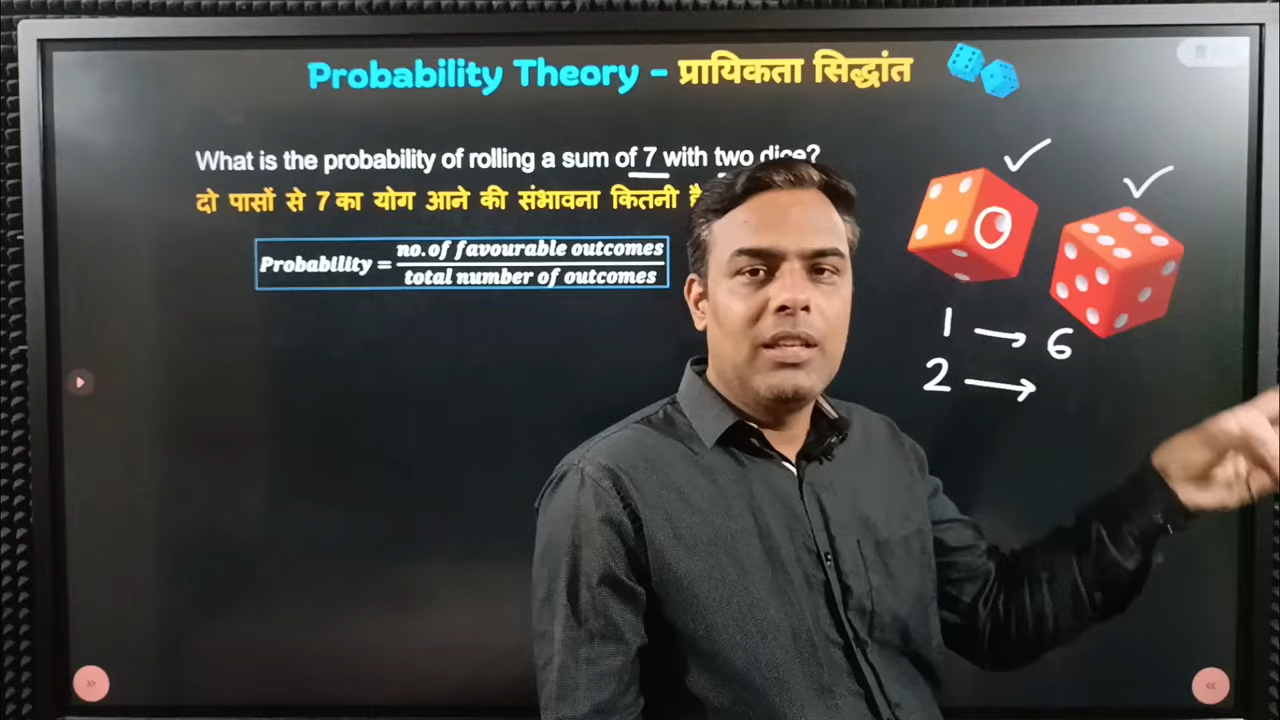 Probability Theory - प्रायिकता सिद्धांत
What is the probability of rolling a sum of 7 with two dice?
दो पासों से 7 का योग आने की संभावना कितनी
Probability = no. of favourable outcomes
total number of outcomes
1 → 6
2 →